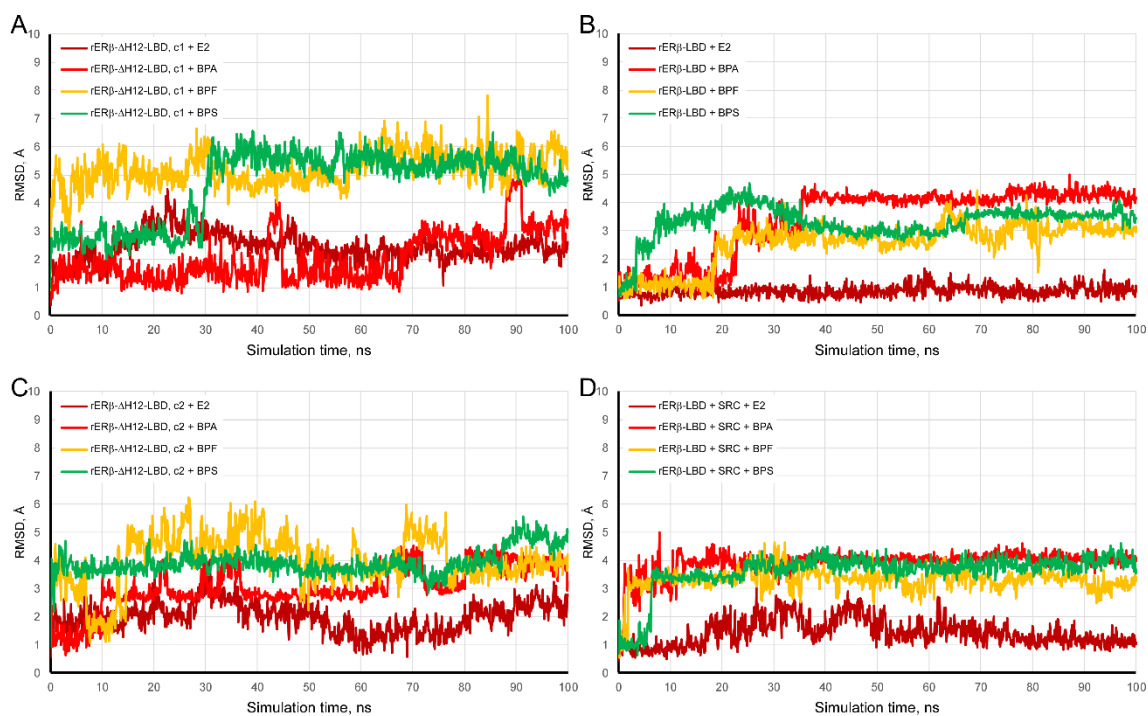 A
rERβ-ΔH12-LBD, c1 + E2
rERβ-ΔH12-LBD, c1 + BPA
rERβ-ΔH12-LBD, c1 + BPF
rERβ-ΔH12-LBD, c1 + BPS
RMSD, Å
10
9
8
7
6
5
4
3
2
1
0
0 10 20 30 40 50 60 70 80 90 100
Simulation time, ns
B
rERβ-LBD + E2
rERβ-LBD + BPA
rERβ-LBD + BPF
rERβ-LBD + BPS
RMSD, Å
10
9
8
7
6
5
4
3
2
1
0
0 10 20 30 40 50 60 70 80 90 100
Simulation time, ns
C
rERβ-ΔH12-LBD, c2 + E2
rERβ-ΔH12-LBD, c2 + BPA
rERβ-ΔH12-LBD, c2 + BPF
rERβ-ΔH12-LBD, c2 + BPS
RMSD, Å
10
9
8
7
6
5
4
3
2
1
0
0 10 20 30 40 50 60 70 80 90 100
Simulation time, ns
D
rERβ-LBD + SRC + E2
rERβ-LBD + SRC + BPA
rERβ-LBD + SRC + BPF
rERβ-LBD + SRC + BPS
RMSD, Å
10
9
8
7
6
5
4
3
2
1
0
0 10 20 30 40 50 60 70 80 90 100
Simulation time, ns